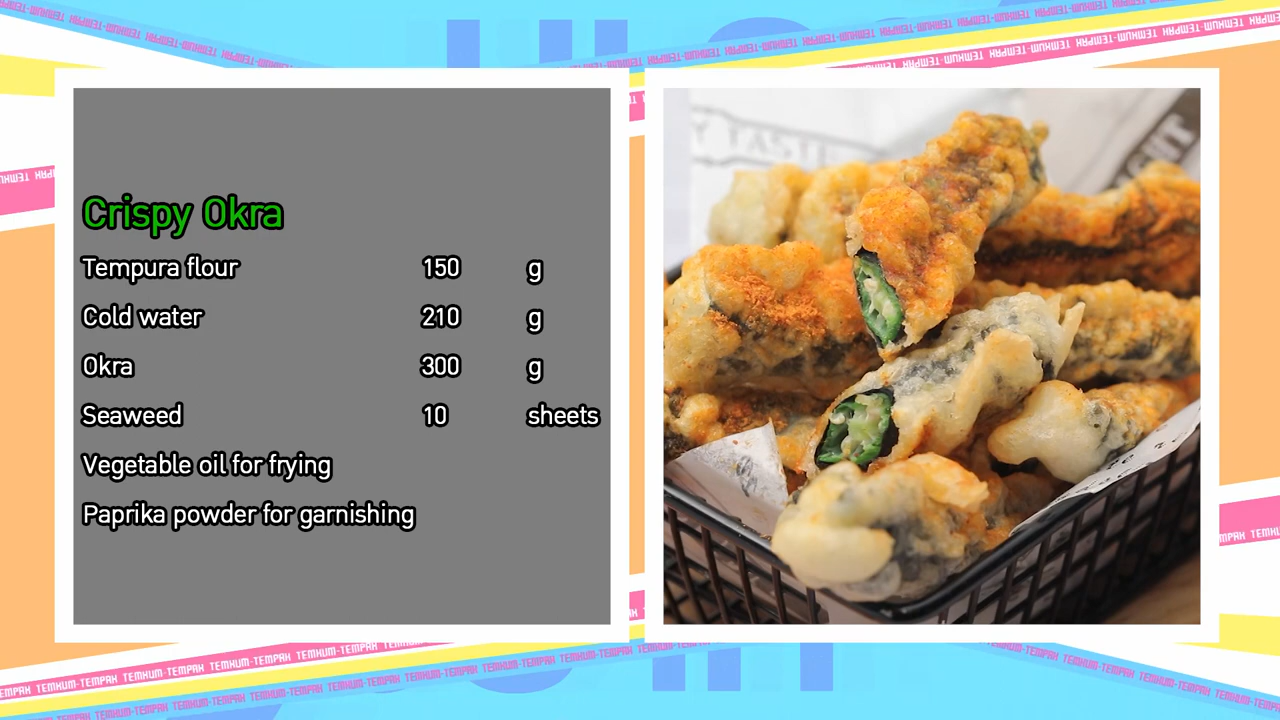 Crispy Okra
Tempura flour 150 g
Cold water 210 g
Okra 300 g
Seaweed 10 sheets
Vegetable oil for frying
Paprika powder for garnishing
Y TASTE
TEMHUM-TEMPAH TEMHUM-TEMPAH TEMHUM-TEMPAH